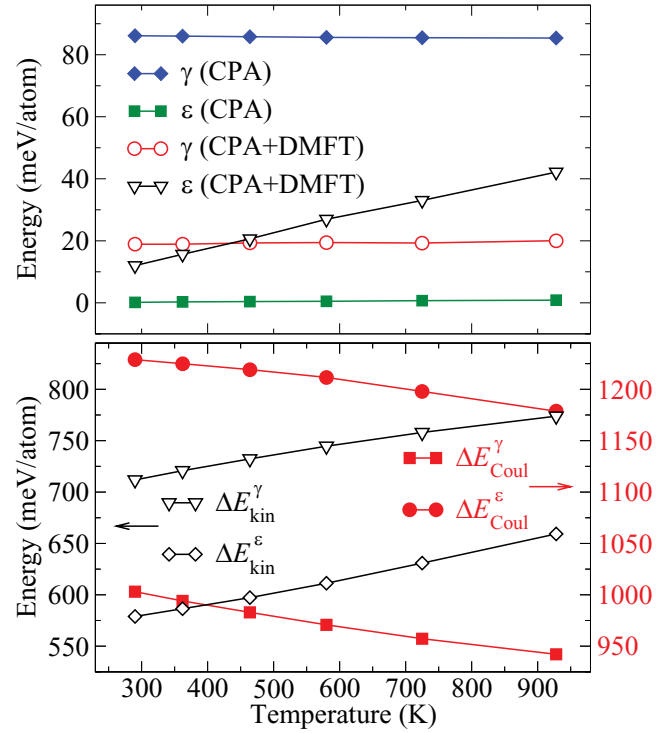 80
60
40
20
0
Energy (meV/atom)
γ (CPA)
ε (CPA)
γ (CPA+DMFT)
ε (CPA+DMFT)
800
750
700
650
600
550
Energy (meV/atom)
1200
1150
1100
1050
1000
950
ΔE^γ_kin
ΔE^ε_kin
ΔE^γ_Coul
ΔE^ε_Coul
300 400 500 600 700 800 900
Temperature (K)